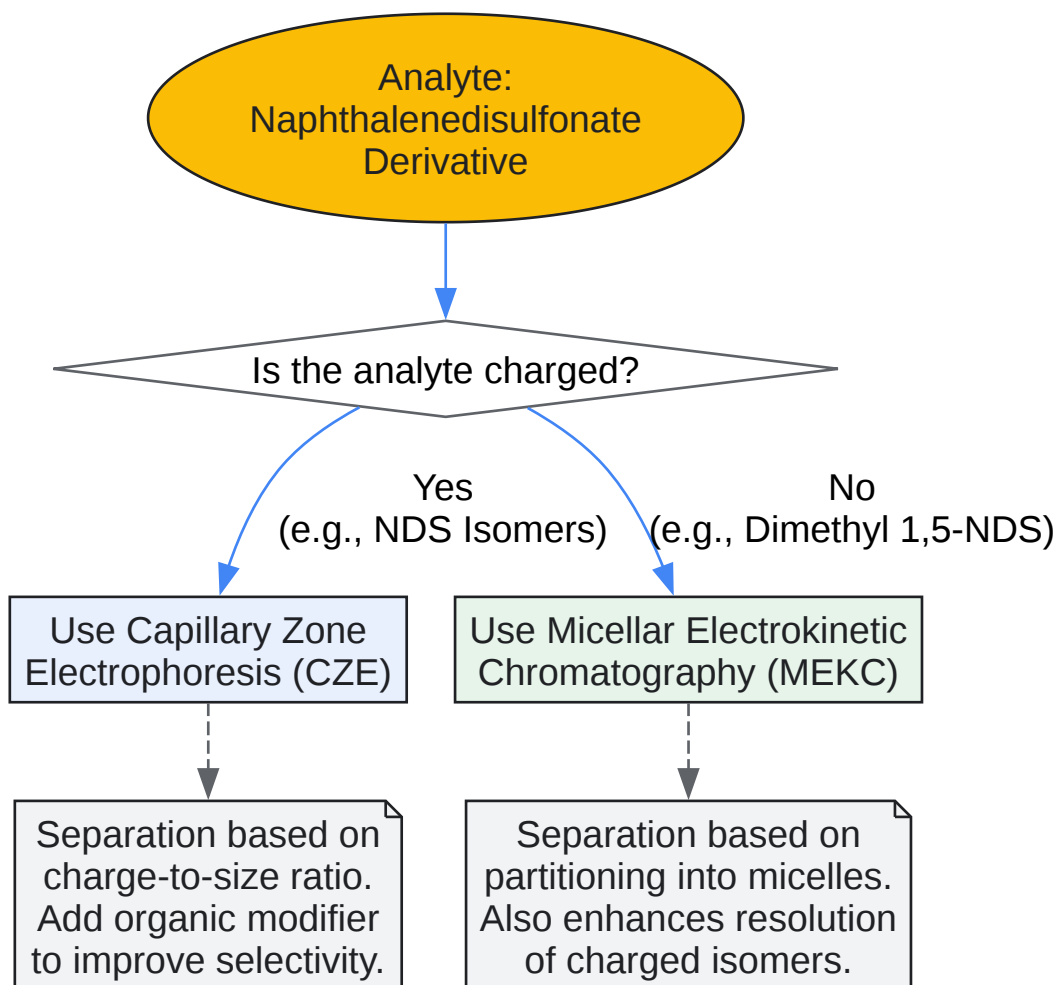 Analyte:
Naphthalenedisulfonate
Derivative
Is the analyte charged?
Yes
(e.g., NDS Isomers)
No
(e.g., Dimethyl 1,5-NDS)
Use Capillary Zone
Electrophoresis (CZE)
Use Micellar Electrokinetic
Chromatography (MEKC)
Separation based on
charge-to-size ratio.
Add organic modifier
to improve selectivity.
Separation based on
partitioning into micelles.
Also enhances resolution
of charged isomers.